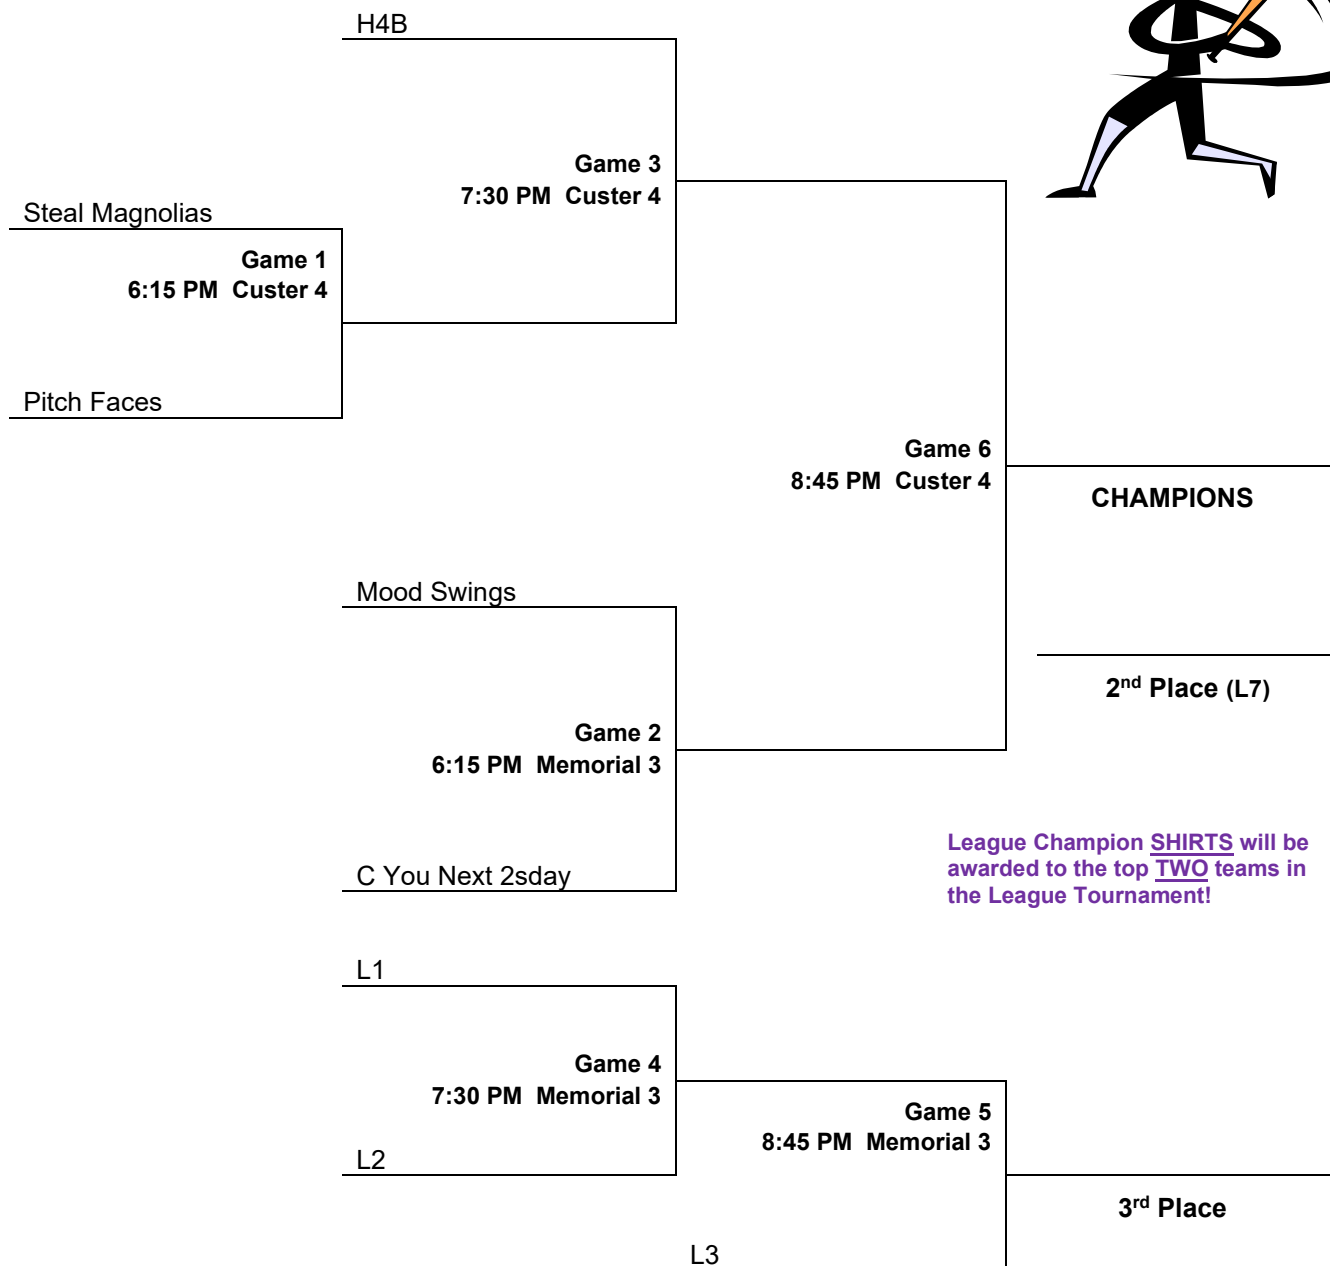 H4B
Game 3
7:30 PM  Custer 4
Steal Magnolias
Game 1
6:15 PM  Custer 4
Pitch Faces
Game 6
8:45 PM  Custer 4
CHAMPIONS
Mood Swings
2nd Place (L7)
Game 2
6:15 PM  Memorial 3
League Champion SHIRTS will be
awarded to the top TWO teams in
the League Tournament!
C You Next 2sday
L1
Game 4
7:30 PM  Memorial 3
Game 5
8:45 PM  Memorial 3
L2
3rd Place
L3